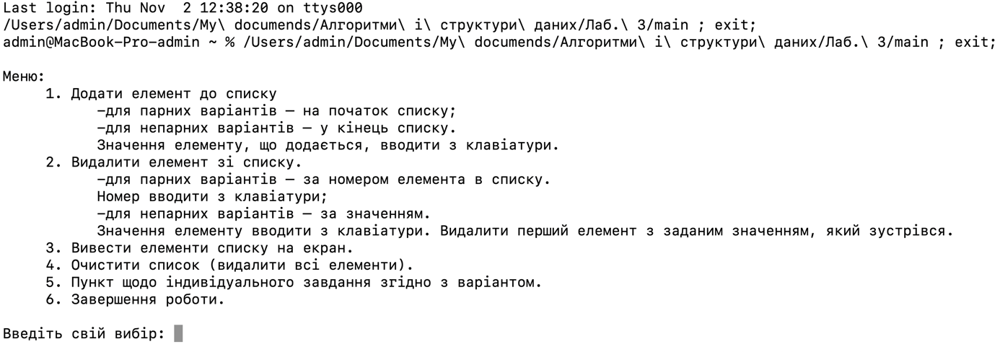 Last login: Thu Nov  2 12:38:20 on ttys000
/Users/admin/Documents/My\ documends/Алгоритми\ і\ структури\ даних/Лаб.\ 3/main ; exit;
admin@MacBook-Pro-admin ~ % /Users/admin/Documents/My\ documends/Алгоритми\ і\ структури\ даних/Лаб.\ 3/main ; exit;
Меню:
1. Додати елемент до списку
–для парних варіантів – на початок списку;
–для непарних варіантів – у кінець списку.
Значення елементу, що додається, вводити з клавіатури.
2. Видалити елемент зі списку.
–для парних варіантів – за номером елемента в списку.
Номер вводити з клавіатури;
–для непарних варіантів – за значенням.
Значення елементу вводити з клавіатури. Видалити перший елемент з заданим значенням, який зустрівся.
3. Вивести елементи списку на екран.
4. Очистити список (видалити всі елементи).
5. Пункт щодо індивідуального завдання згідно з варіантом.
6. Завершення роботи.
Введіть свій вибір: